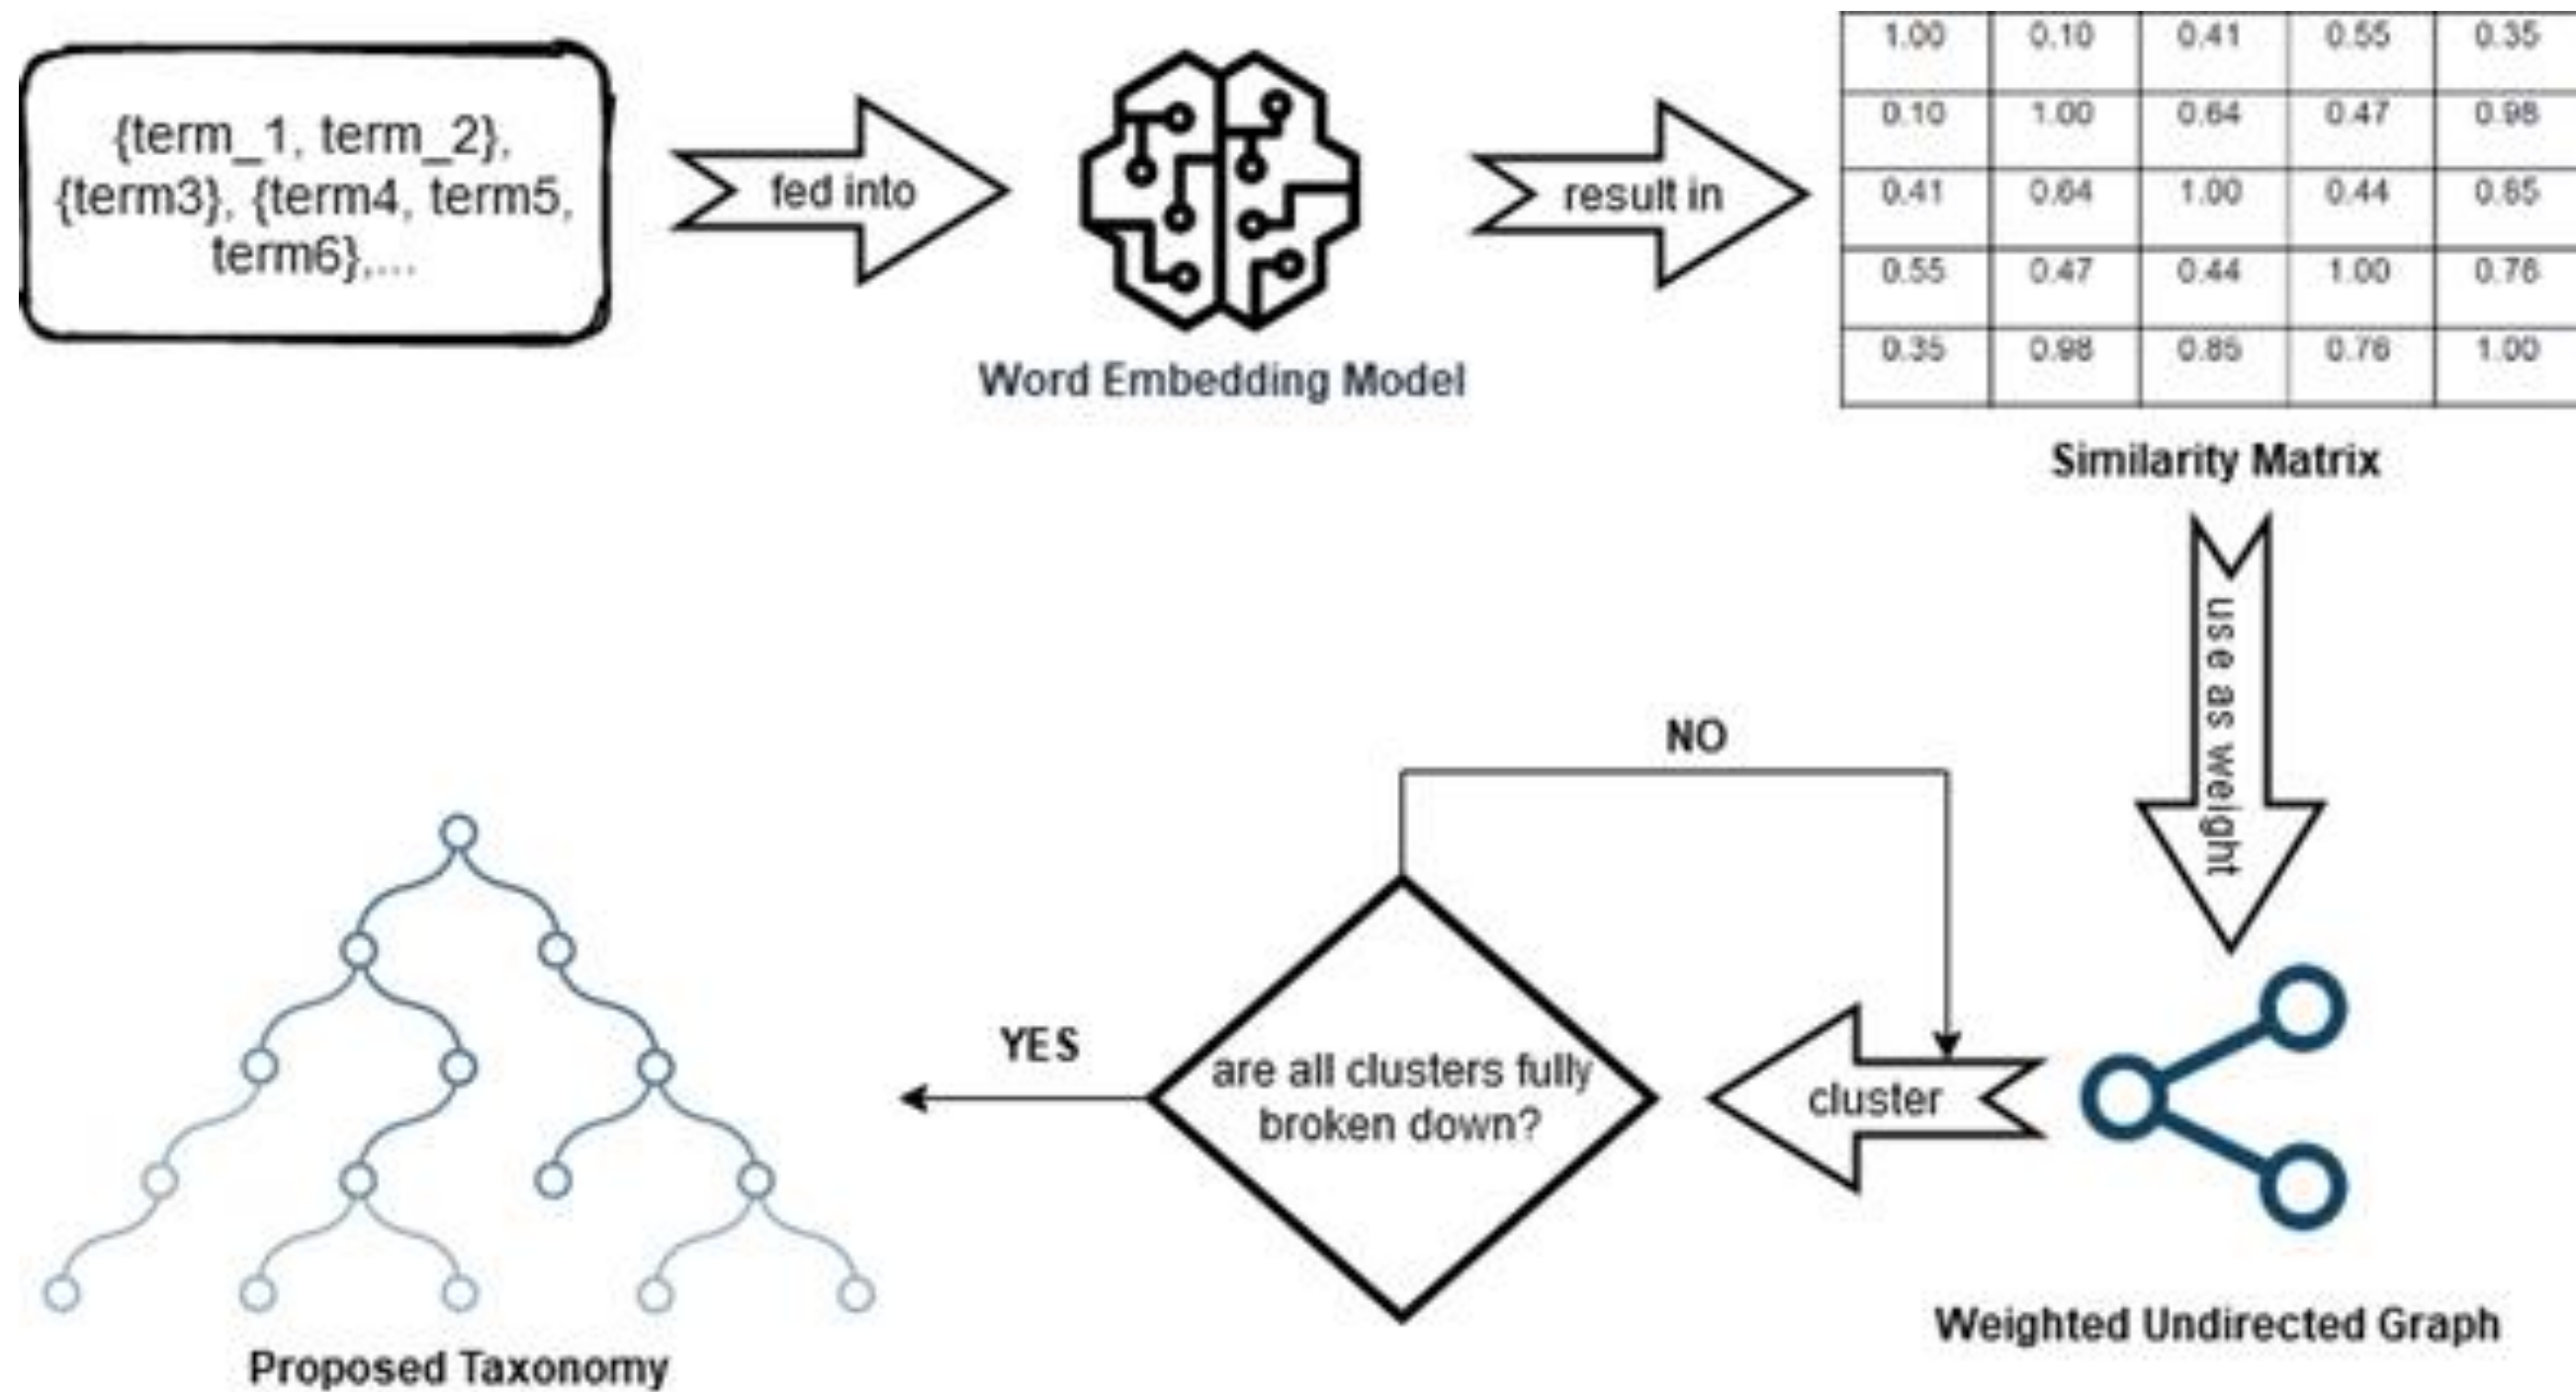 {term_1, term_2},
{term3}, {term4, term5,
term6},...
fed into
Word Embedding Model
result in
1.00 0.10 0.41 0.55 0.35
0.10 1.00 0.64 0.47 0.98
0.41 0.64 1.00 0.44 0.85
0.55 0.47 0.44 1.00 0.76
0.35 0.98 0.85 0.76 1.00
Similarity Matrix
use as weight
NO
YES
are all clusters fully
broken down?
cluster
Weighted Undirected Graph
Proposed Taxonomy